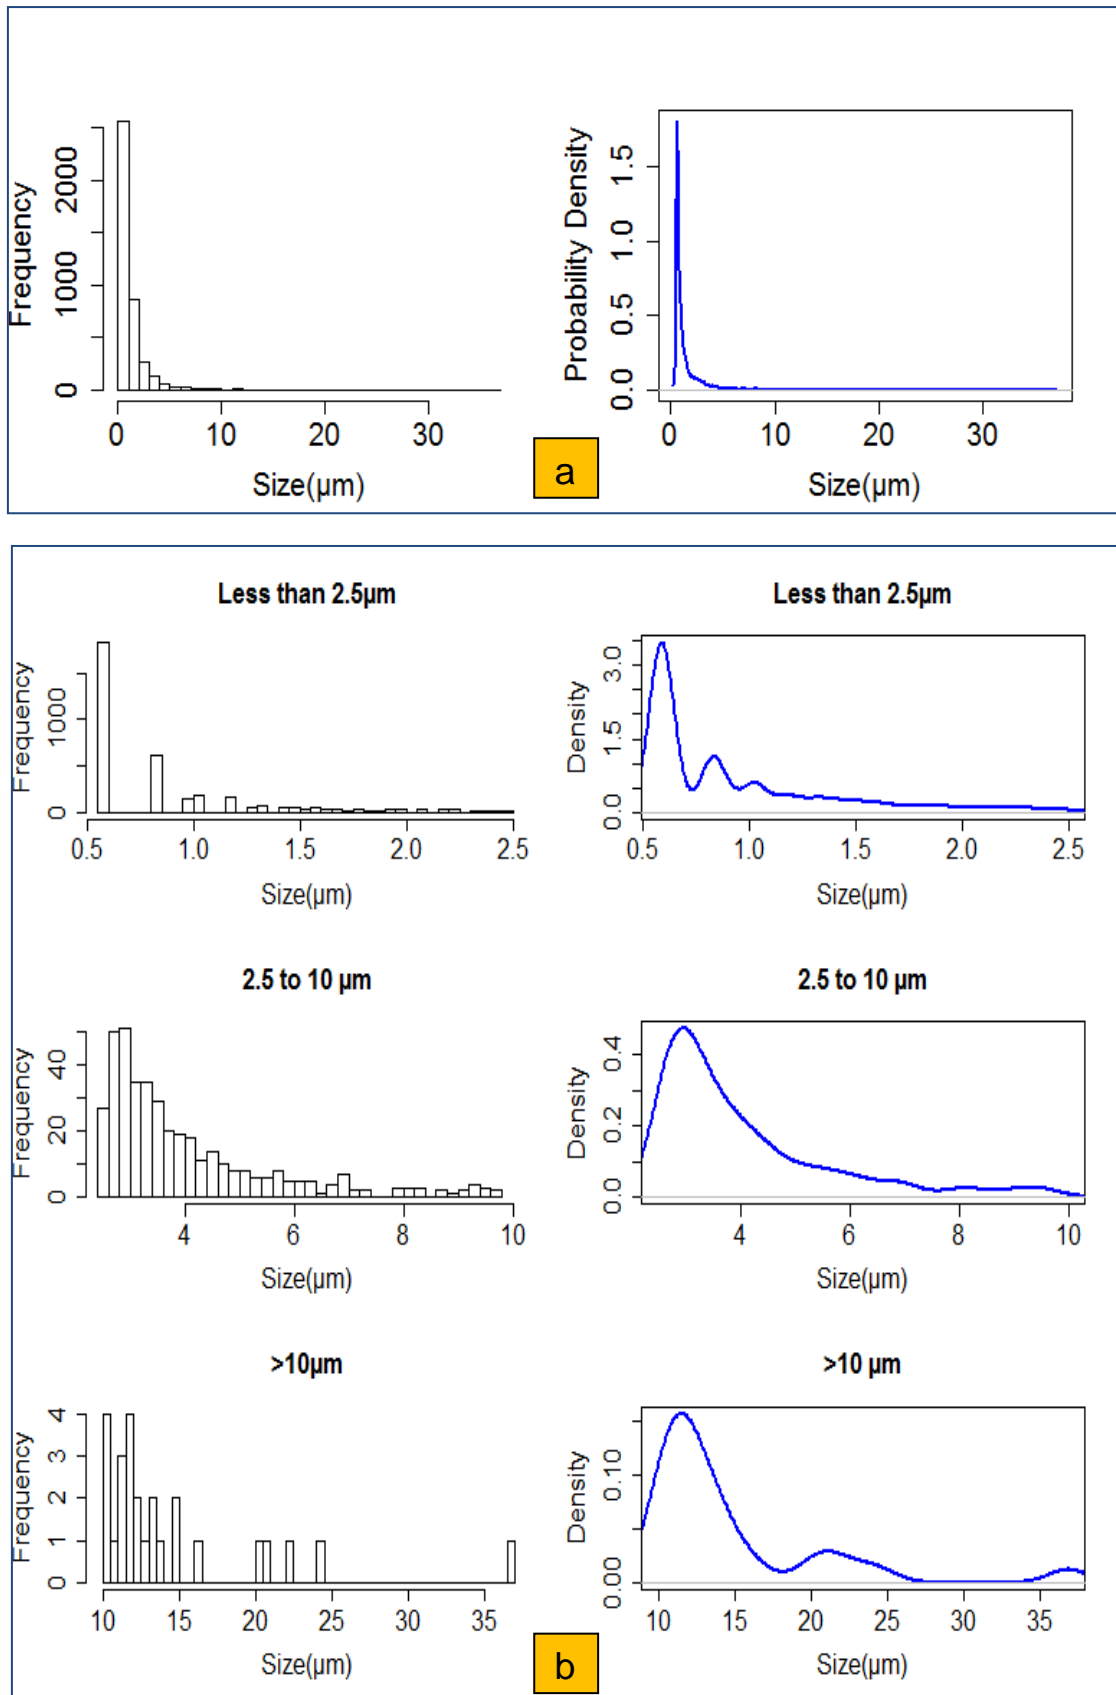 Frequency
0 1000 2000
0 10 20 30
Size(µm)
Probability Density
0.0 0.5 1.0 1.5
0 10 20 30
Size(µm)
a
Less than 2.5µm
Frequency
0 1000
0.5 1.0 1.5 2.0 2.5
Size(µm)
Less than 2.5µm
Density
0.0 1.5 3.0
0.5 1.0 1.5 2.0 2.5
Size(µm)
2.5 to 10 µm
Frequency
0 20 40
4 6 8 10
Size(µm)
2.5 to 10 µm
Density
0.0 0.2 0.4
4 6 8 10
Size(µm)
>10µm
Frequency
0 1 2 3 4
10 15 20 25 30 35
Size(µm)
>10 µm
Density
0.00 0.10
10 15 20 25 30 35
Size(µm)
b